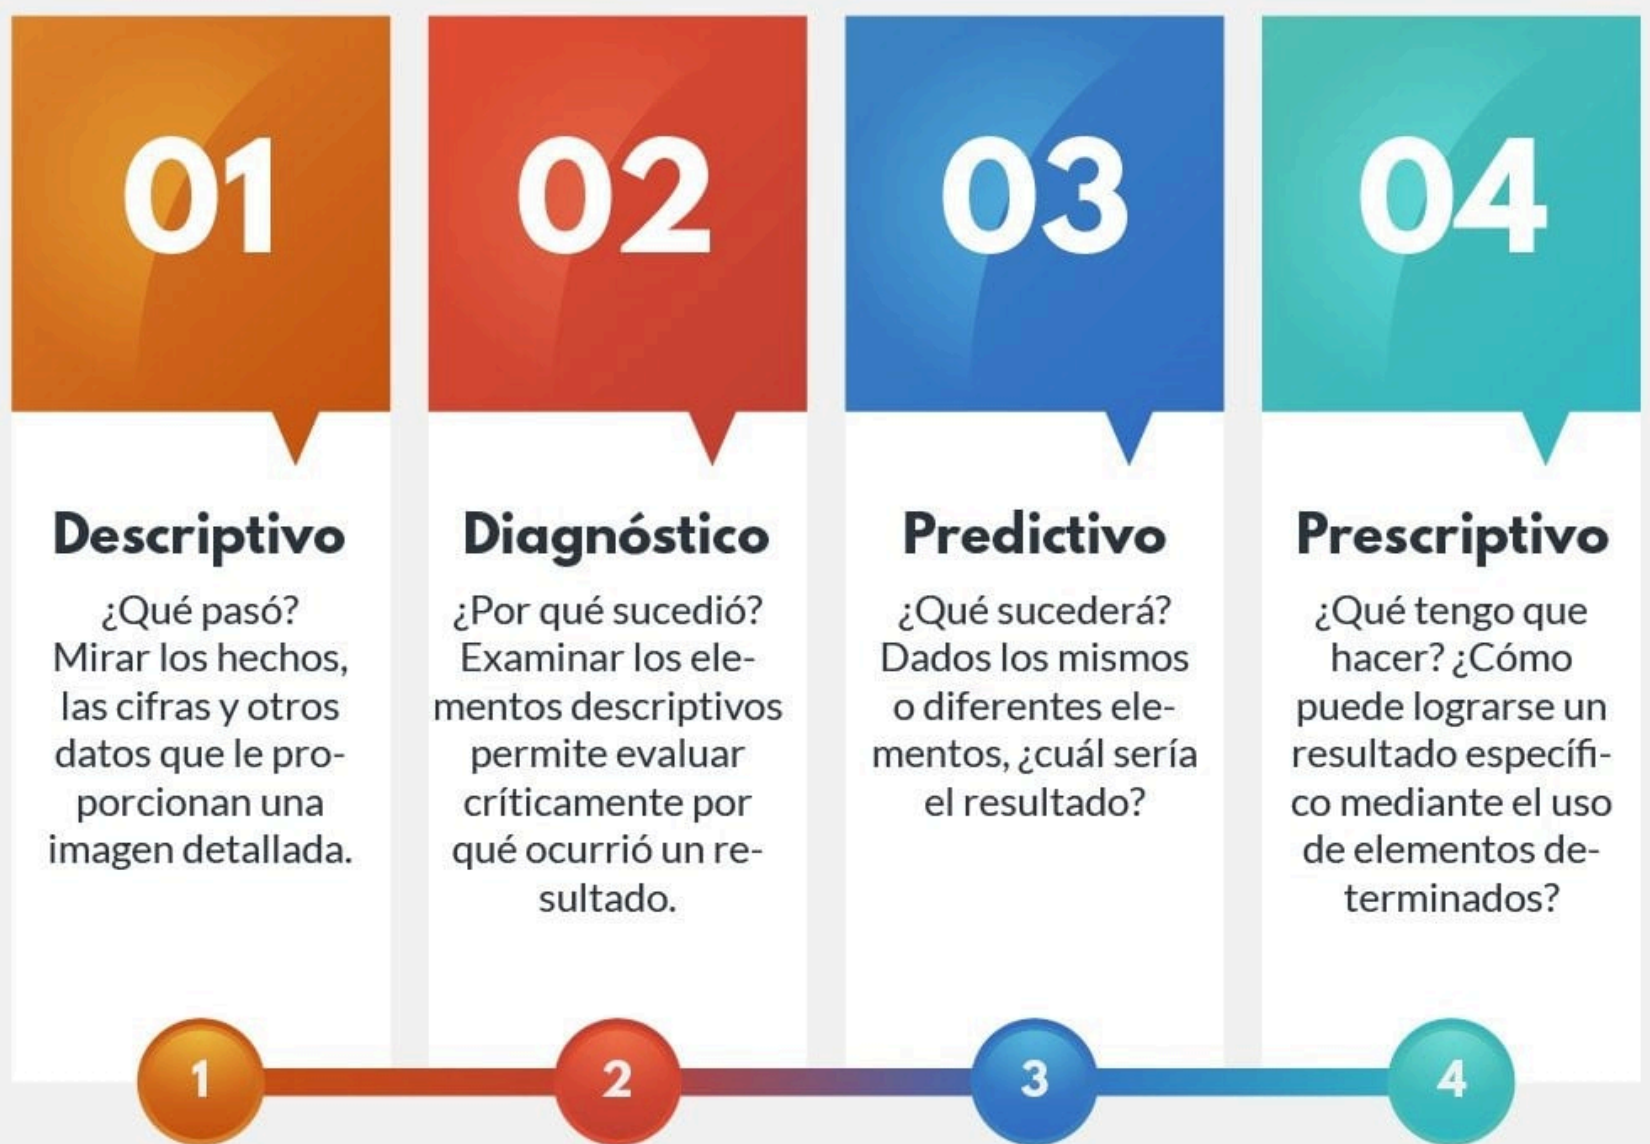 01
Descriptivo
¿Qué pasó?
Mirar los hechos,
las cifras y otros
datos que le pro-
porcionan una
imagen detallada.
1
02
Diagnóstico
¿Por qué sucedió?
Examinar los ele-
mentos descriptivos
permite evaluar
críticamente por
qué ocurrió un re-
sultado.
2
03
Predictivo
¿Qué sucederá?
Dados los mismos
o diferentes ele-
mentos, ¿cuál sería
el resultado?
3
04
Prescriptivo
¿Qué tengo que
hacer? ¿Cómo
puede lograrse un
resultado específi-
co mediante el uso
de elementos de-
terminados?
4